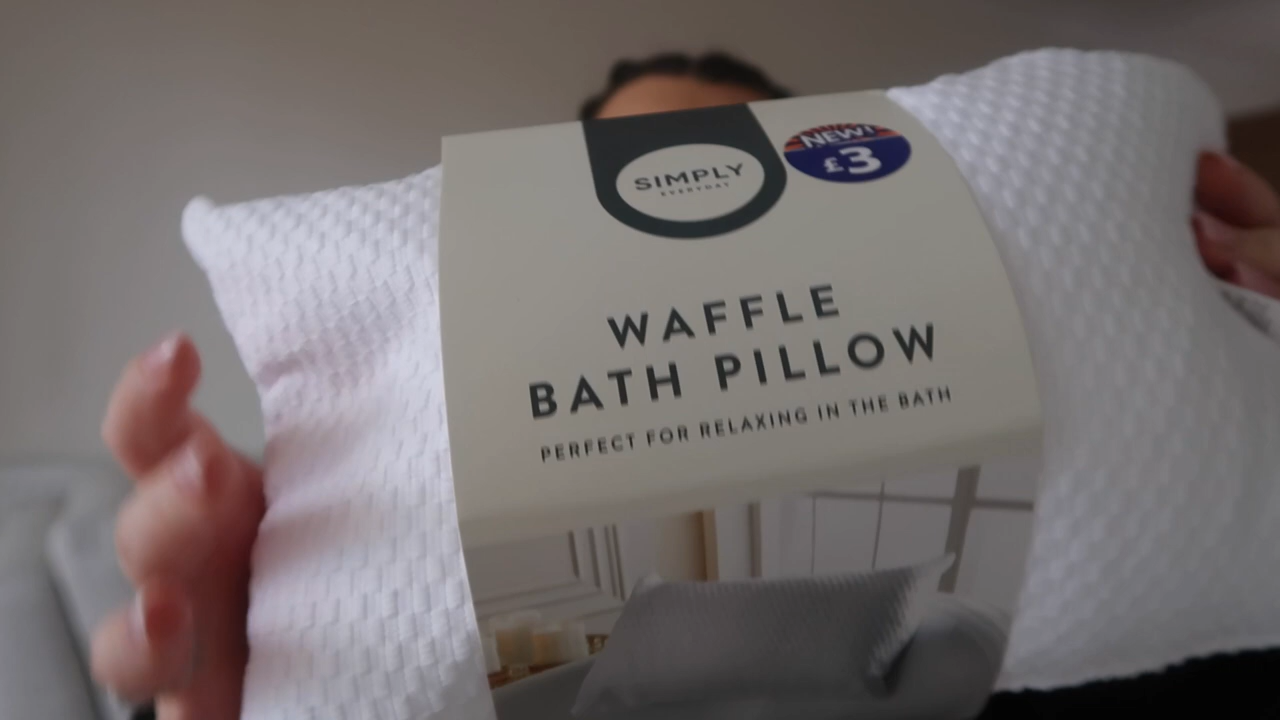 SIMPLY
EVERYDAY
NEW!
£3
WAFFLE
BATH PILLOW
PERFECT FOR RELAXING IN THE BATH